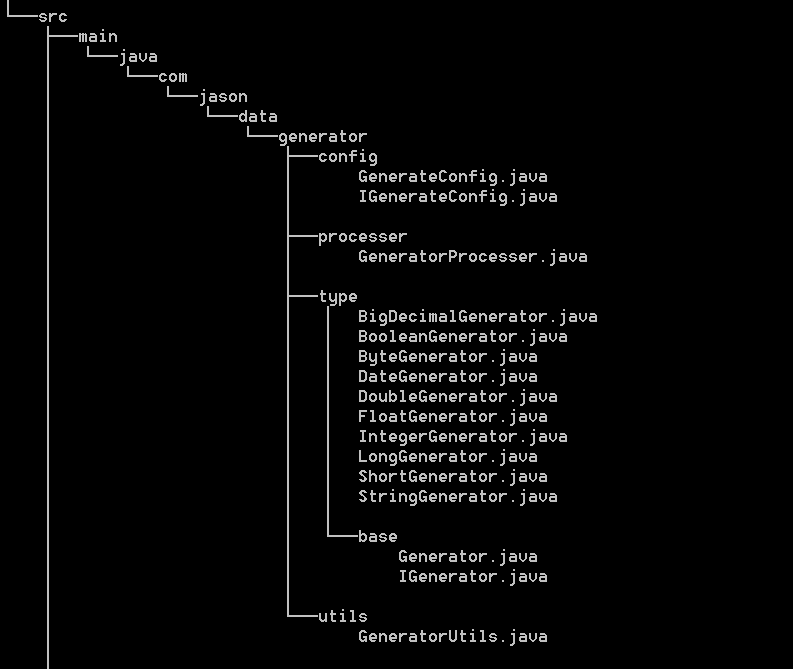 src
main
java
com
jason
data
generator
config
GenerateConfig.java
IGenerateConfig.java
processer
GeneratorProcesser.java
type
BigDecimalGenerator.java
BooleanGenerator.java
ByteGenerator.java
DateGenerator.java
DoubleGenerator.java
FloatGenerator.java
IntegerGenerator.java
LongGenerator.java
ShortGenerator.java
StringGenerator.java
base
Generator.java
IGenerator.java
utils
GeneratorUtils.java